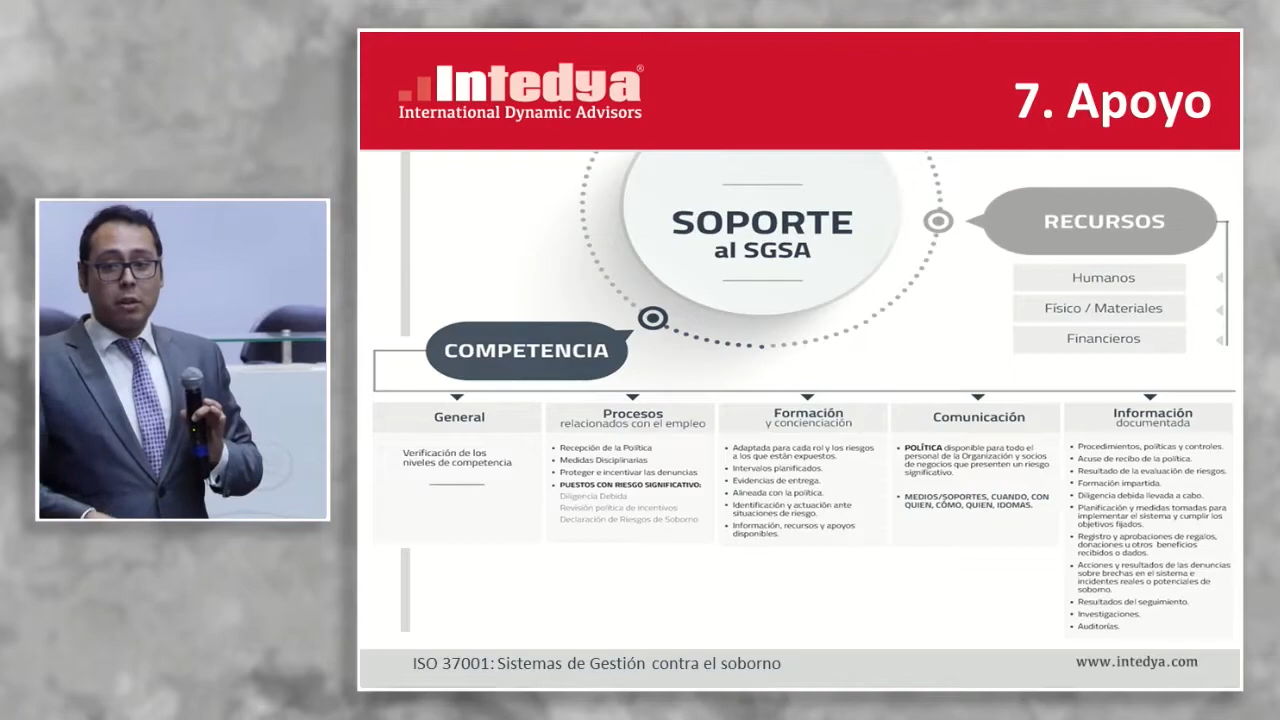 Intedya®
International Dynamic Advisors
7. Apoyo
SOPORTE
al SGSA
RECURSOS
Humanos
Físico / Materiales
Financieros
COMPETENCIA
General
Verificación de los
niveles de competencia
Procesos
relacionados con el empleo
• Recepción de la Política
• Medidas Disciplinarias
• Proteger e incentivar las denuncias
• PUESTOS CON RIESGO SIGNIFICATIVO:
Diligencia Debida
Revisión política de incentivos
Declaración de Riesgos de Soborno
Formación
y concienciación
• Adaptada para cada rol y los riesgos
a los que están expuestos.
• Intervalos planificados.
• Evidencias de entrega.
• Alineada con la política.
• Identificación y actuación ante
situaciones de riesgo.
• Información, recursos y apoyos
disponibles.
Comunicación
• POLÍTICA disponible para todo el
personal de la Organización y socios
de negocios que presenten un riesgo
significativo.
• MEDIOS/SOPORTES, CUANDO, CON
QUIEN, CÓMO, QUIEN, IDOMAS.
Información
documentada
• Procedimientos, políticas y controles.
• Acuse de recibo de la política.
• Resultado de la evaluación de riesgos.
• Formación impartida.
• Diligencia debida llevada a cabo.
• Planificación y medidas tomadas para
implementar el sistema y cumplir los
objetivos fijados.
• Registro y aprobaciones de regalos,
donaciones u otros beneficios
recibidos o dados.
• Acciones y resultados de las denuncias
sobre brechas en el sistema e
incidentes reales o potenciales de
soborno.
• Resultados del seguimiento.
• Investigaciones.
• Auditorías.
ISO 37001: Sistemas de Gestión contra el soborno
www.intedya.com